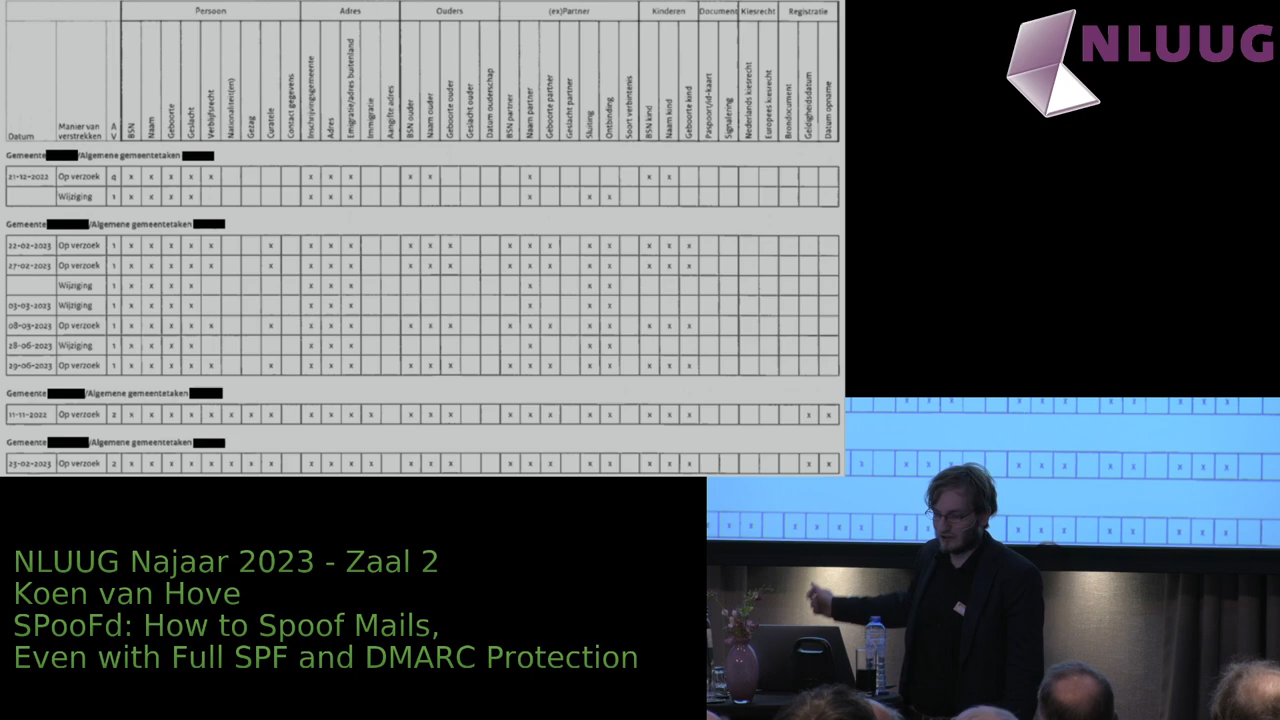 Persoon Adres Ouders (ex)Partner Kinderen Document Kiesrecht Registratie
Datum
Manier van
verstrekken
A
V
BSN
Naam
Geboorte
Geslacht
Verblijfsrecht
Nationaliteit(en)
Gezag
Curatele
Contact gegevens
Inschrijvingsgemeente
Adres
Emigratie/adres buitenland
Immigratie
Aangifte adres
BSN ouder
Naam ouder
Geboorte ouder
Geslacht ouder
Datum ouderschap
BSN partner
Naam partner
Geboorte partner
Geslacht partner
Sluiting
Ontbinding
Soort verbintenis
BSN kind
Naam kind
Geboorte kind
Paspoort/id-kaart
Signalering
Nederlands kiesrecht
Europees kiesrecht
Brondocument
Geldigheidsdatum
Datum opname
Gemeente /Algemene gemeentetaken
21-12-2022 Op verzoek 4 x x x x x x x x x x x x x
Wijziging 1 x x x x x x x x x x
Gemeente /Algemene gemeentetaken
22-02-2023 Op verzoek 1 x x x x x x x x x x x x x x x x x x x x
27-02-2023 Op verzoek 1 x x x x x x x x x x x x x x x x x x x x
Wijziging 1 x x x x x x x x x x
03-03-2023 Wijziging 1 x x x x x x x x x x
08-03-2023 Op verzoek 1 x x x x x x x x x x x x x x x x x x x x
28-06-2023 Wijziging 1 x x x x x x x x x x
29-06-2023 Op verzoek 1 x x x x x x x x x x x x x x x x x x x x
Gemeente /Algemene gemeentetaken
11-11-2022 Op verzoek 2 x x x x x x x x x x x x x x x x x x x x x x x x x
Gemeente /Algemene gemeentetaken
23-02-2023 Op verzoek 2 x x x x x x x x x x x x x x x x x x x x x x x x x
NLUUG
NLUUG Najaar 2023 - Zaal 2
Koen van Hove
SPooFd: How to Spoof Mails,
Even with Full SPF and DMARC Protection